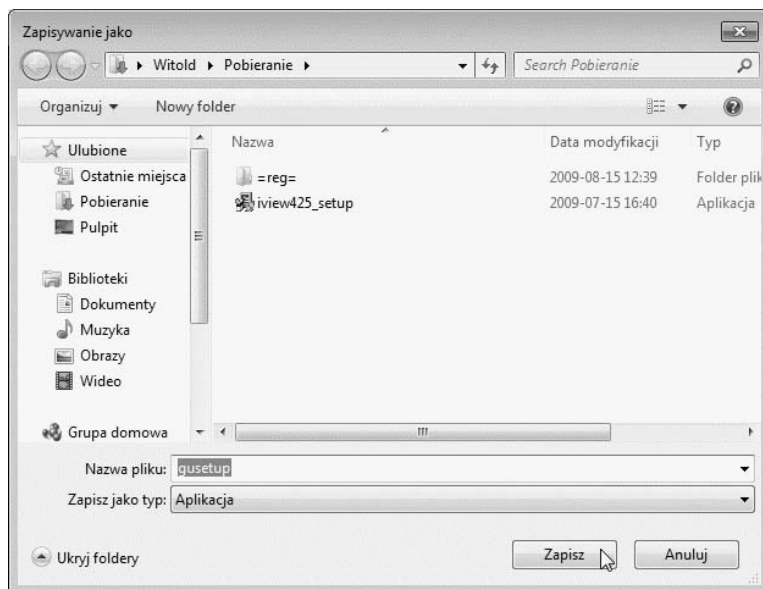 Zapisywanie jako
Witold Pobieranie Search Pobieranie
Organizuj Nowy folder
Ulubione
Ostatnie miejsca
Pobieranie
Pulpit
Biblioteki
Dokumenty
Muzyka
Obrazy
Wideo
Grupa domowa
Nazwa Data modyfikacji Typ
=reg= 2009-08-15 12:39 Folder plik
iview425_setup 2009-07-15 16:40 Aplikacja
Nazwa pliku: gusetup
Zapisz jako typ: Aplikacja
Ukryj foldery Zapisz Anuluj